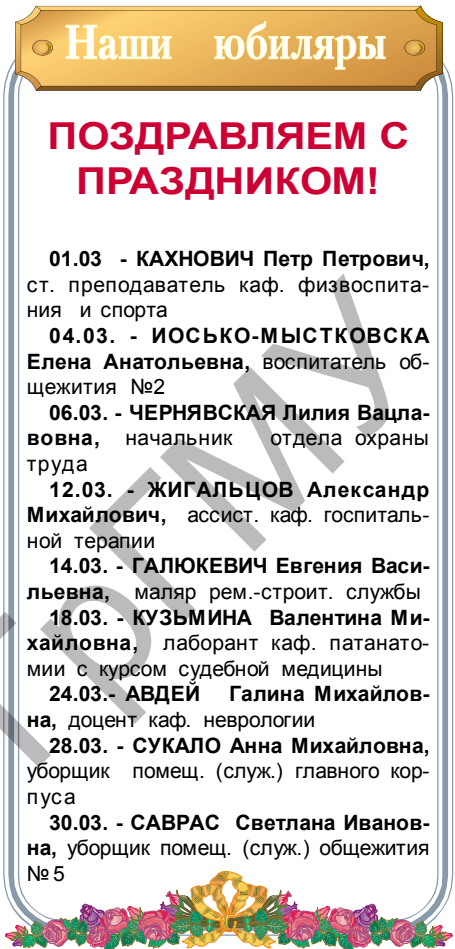 Наши юбиляры
ПОЗДРАВЛЯЕМ С
ПРАЗДНИКОМ!
01.03 - КАХНОВИЧ Петр Петрович,
ст. преподаватель каф. физвоспита-
ния и спорта
04.03. - ИОСЬКО-МЫСТКОВСКА
Елена Анатольевна, воспитатель об-
щежития №2
06.03. - ЧЕРНЯВСКАЯ Лилия Вацла-
вовна, начальник отдела охраны
труда
12.03. - ЖИГАЛЬЦОВ Александр
Михайлович, ассист. каф. госпиталь-
ной терапии
14.03. - ГАЛЮКЕВИЧ Евгения Васи-
льевна, маляр рем.-строит. службы
18.03. - КУЗЬМИНА Валентина Ми-
хайловна, лаборант каф. патанато-
мии с курсом судебной медицины
24.03.- АВДЕЙ Галина Михайлов-
на, доцент каф. неврологии
28.03. - СУКАЛО Анна Михайловна,
уборщик помещ. (служ.) главного кор-
пуса
30.03. - САВРАС Светлана Иванов-
на, уборщик помещ. (служ.) общежития
№5
ГрГМУ